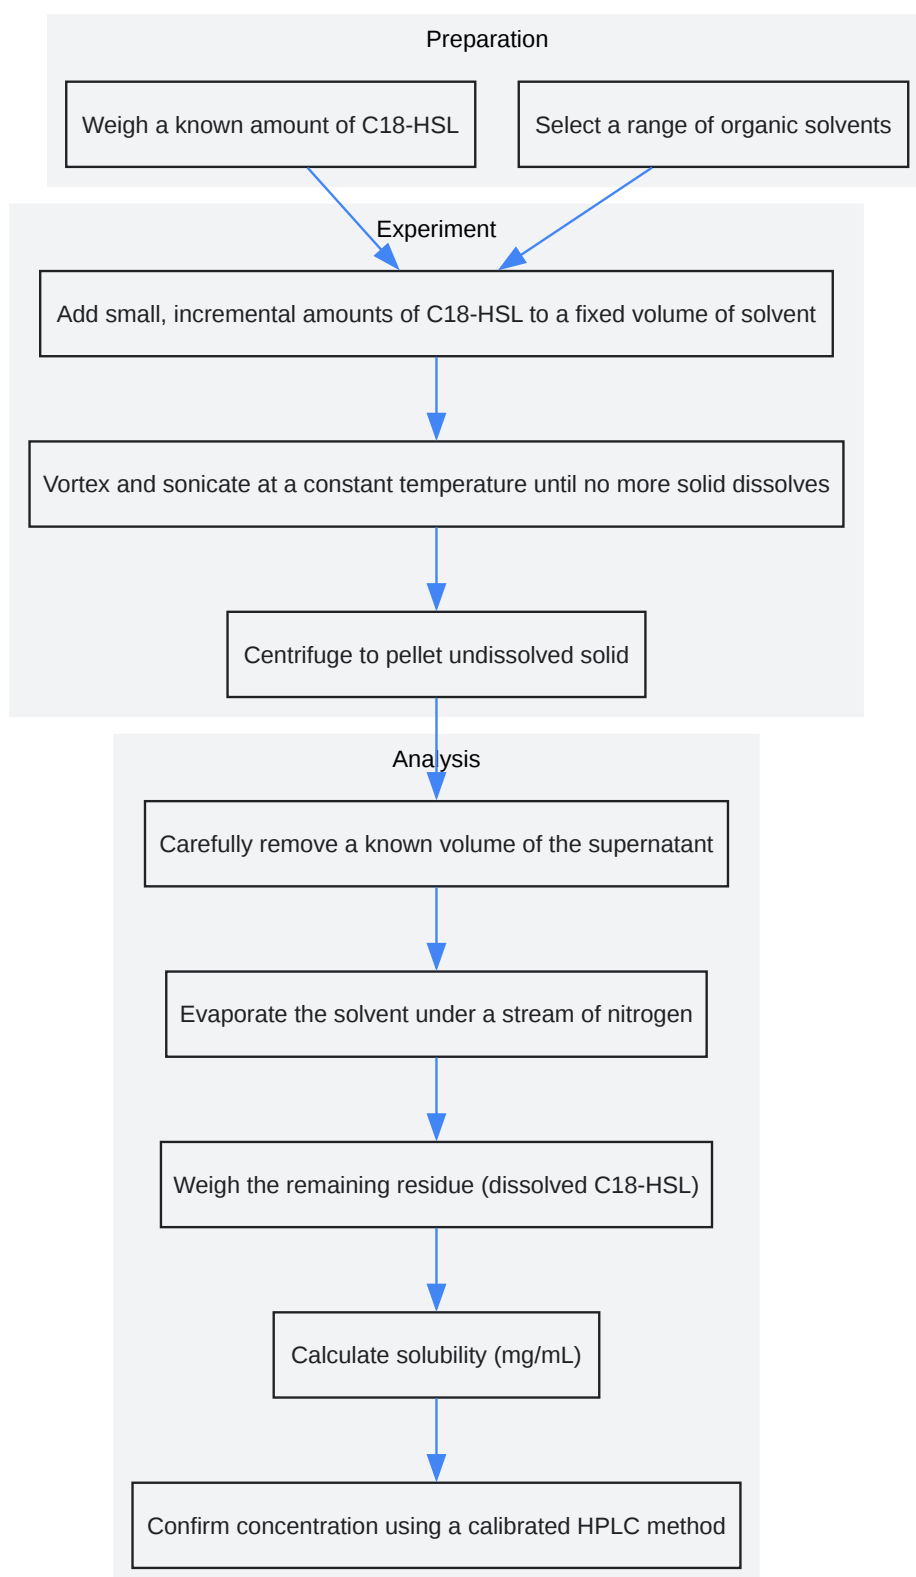 Preparation
Weigh a known amount of C18-HSL
Select a range of organic solvents
Experiment
Add small, incremental amounts of C18-HSL to a fixed volume of solvent
Vortex and sonicate at a constant temperature until no more solid dissolves
Centrifuge to pellet undissolved solid
Analysis
Carefully remove a known volume of the supernatant
Evaporate the solvent under a stream of nitrogen
Weigh the remaining residue (dissolved C18-HSL)
Calculate solubility (mg/mL)
Confirm concentration using a calibrated HPLC method